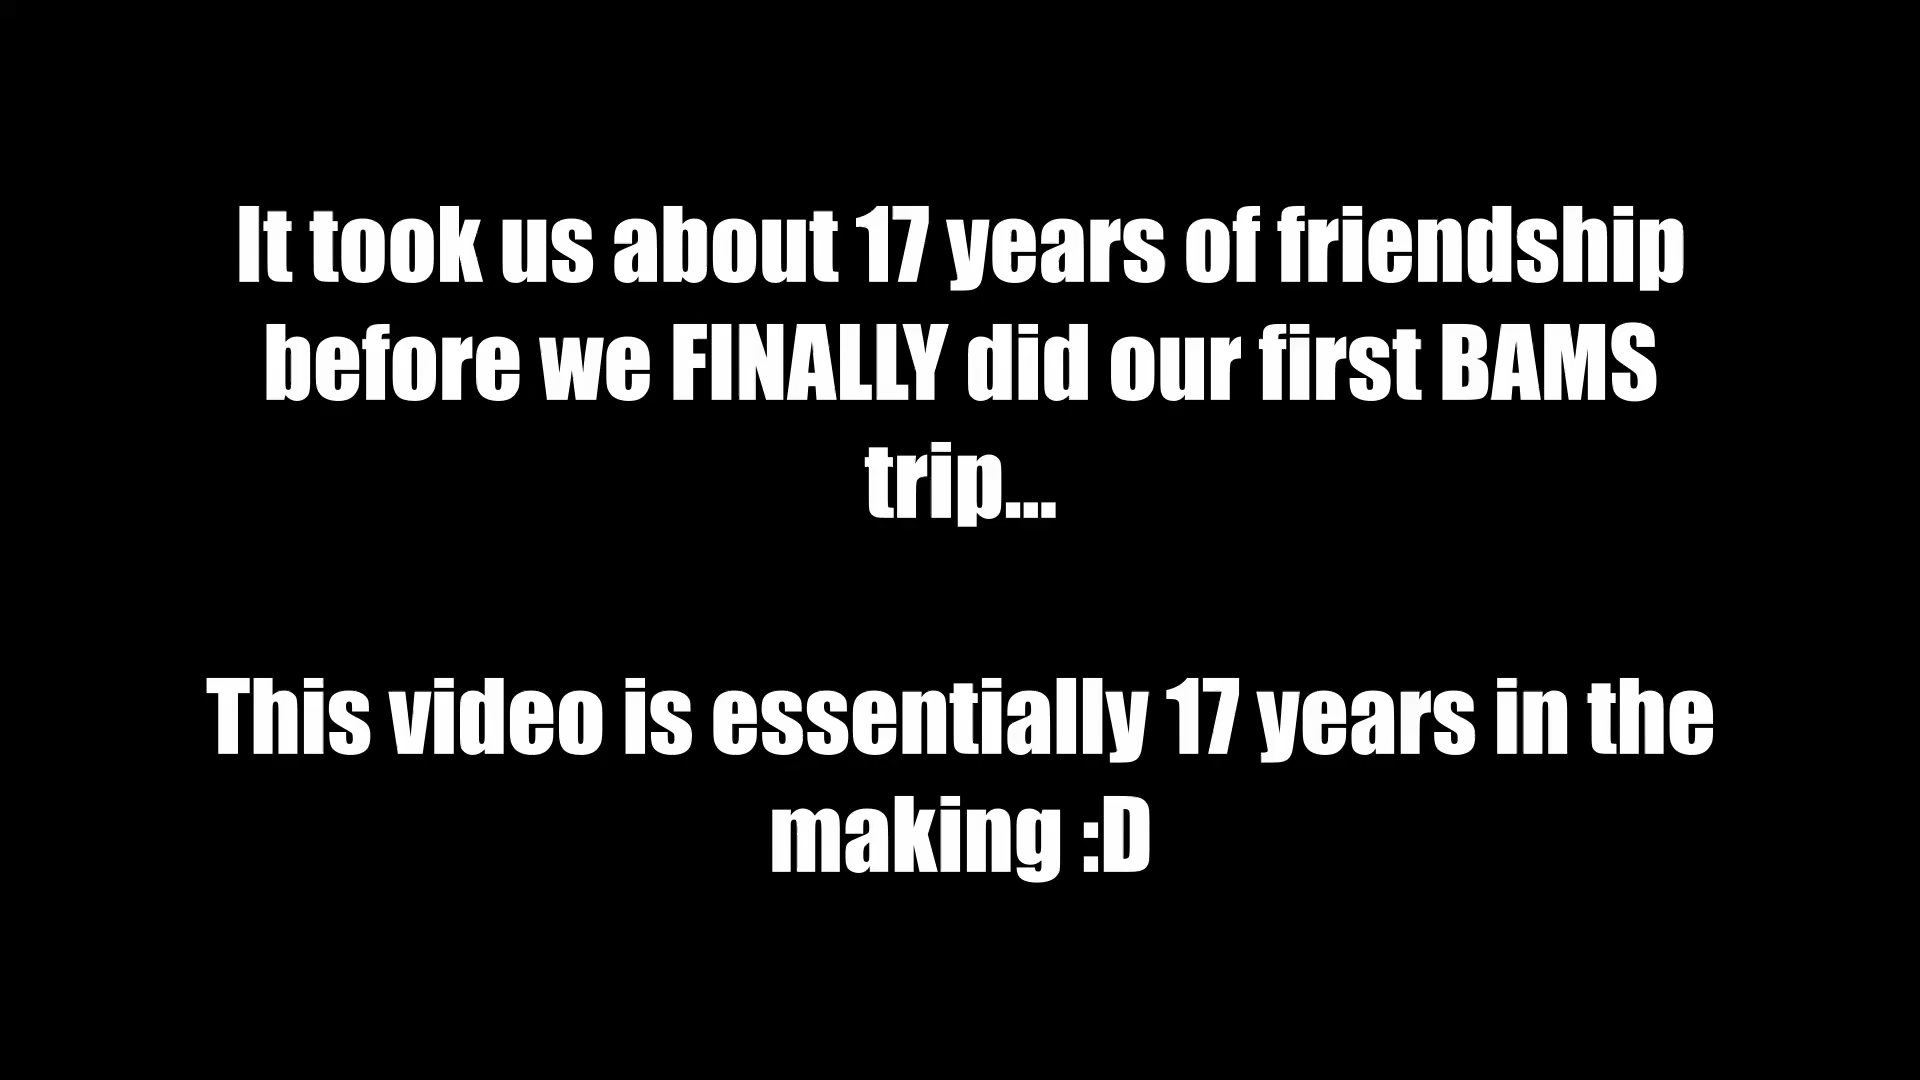 It took us about 17 years of friendship
before we FINALLY did our first BAMS
trip...
This video is essentially 17 years in the
making :D